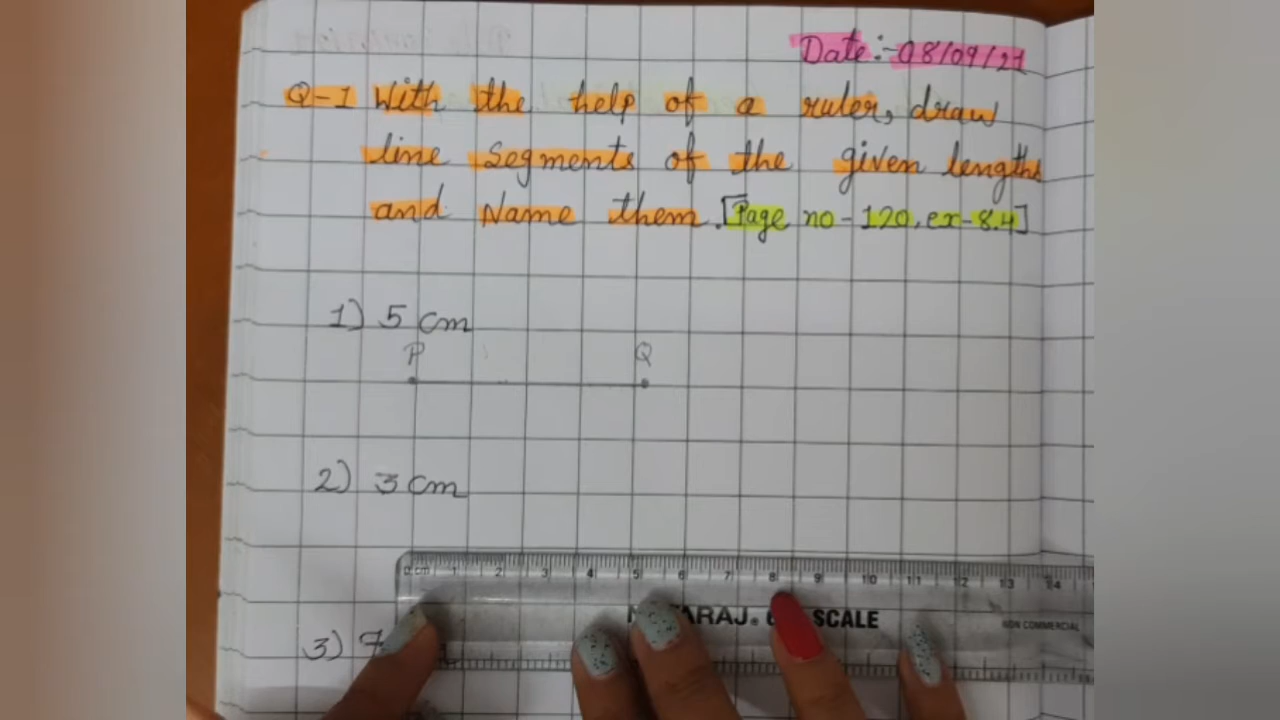 Date:-08/09/21
Q-1 With the help of a ruler, draw
line segments of the given lengths
and Name them. [Page no-120, ex-8.4]
1) 5 cm
P Q
2) 3 cm
0 cm 1 2 3 4 5 6 7 8 9 10 11 12 13 14
SCALE
NON COMMERCIAL
3) 7